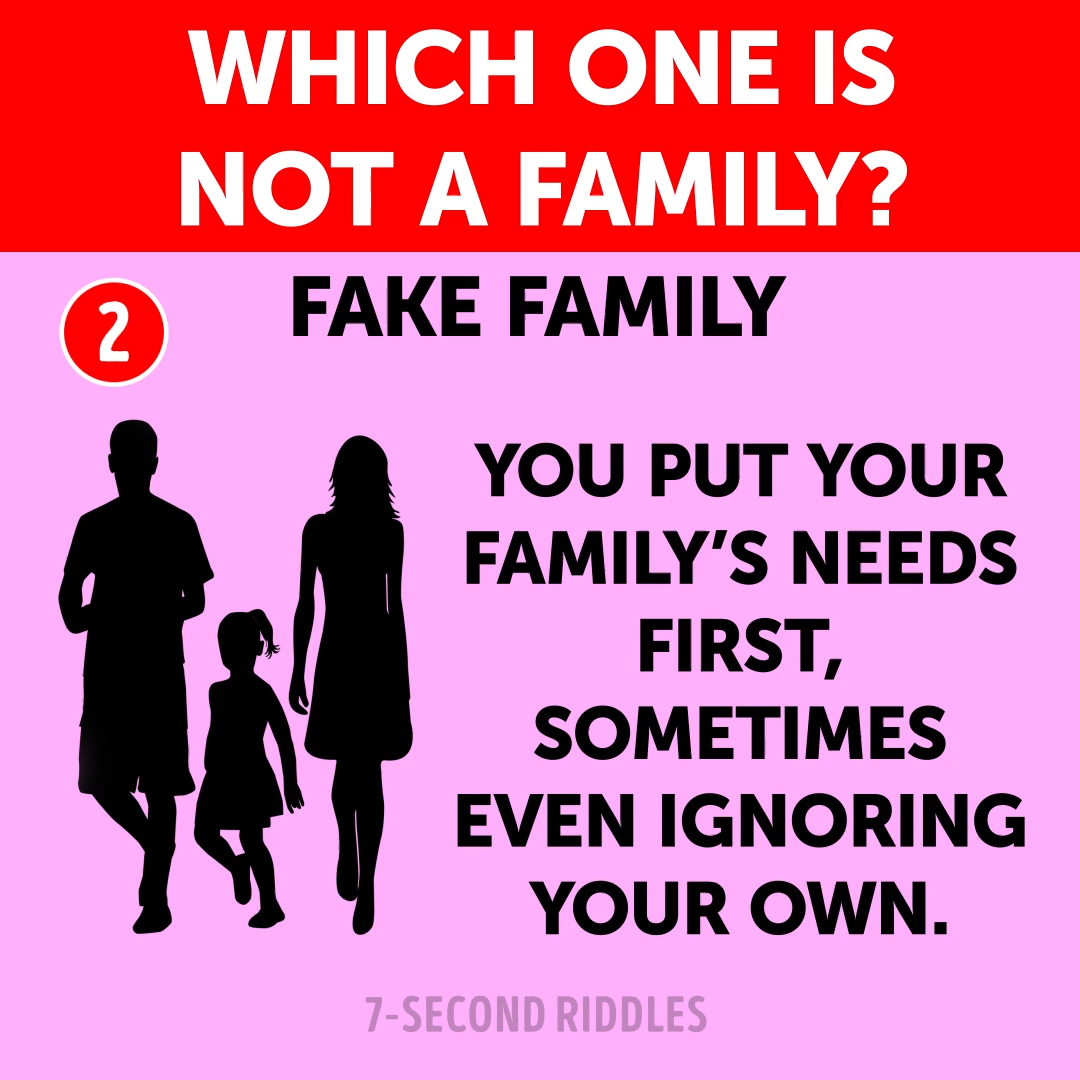 WHICH ONE IS
NOT A FAMILY?
2
FAKE FAMILY
YOU PUT YOUR
FAMILY'S NEEDS
FIRST,
SOMETIMES
EVEN IGNORING
YOUR OWN.
7-SECOND RIDDLES